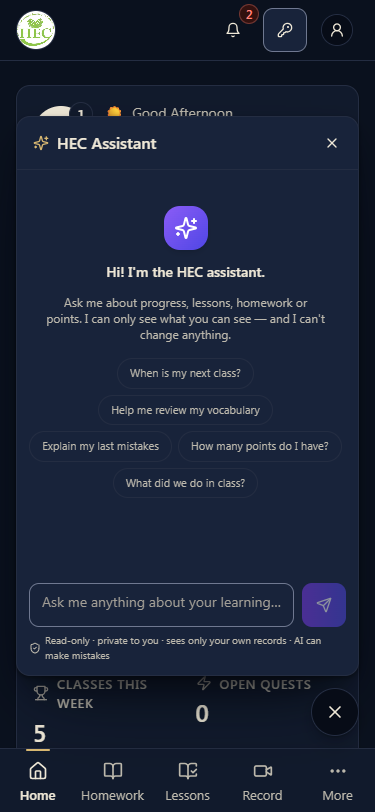 HEC
2
1
Good Afternoon
HEC Assistant
Hi! I'm the HEC assistant.
Ask me about progress, lessons, homework or
points. I can only see what you can see — and I can't
change anything.
When is my next class?
Help me review my vocabulary
Explain my last mistakes
How many points do I have?
What did we do in class?
Ask me anything about your learning...
Read-only · private to you · sees only your own records · AI can
make mistakes
CLASSES THIS
WEEK
5
OPEN QUESTS
0
Home
Homework
Lessons
Record
More